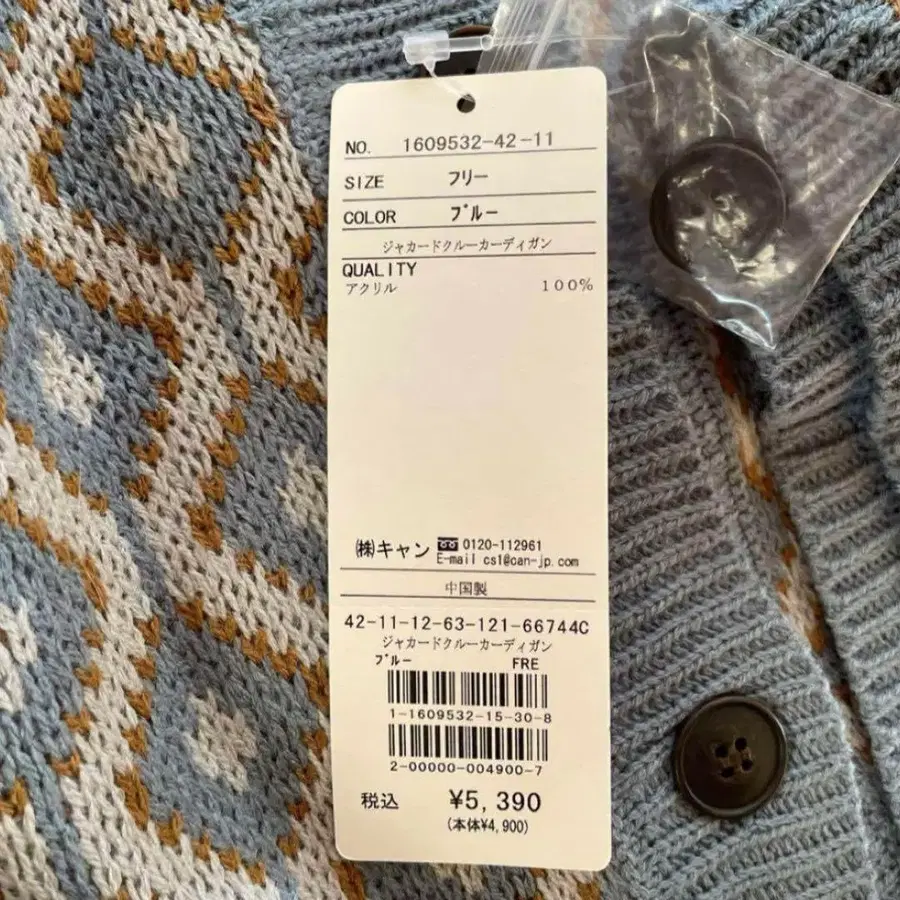 NO. 1609532-42-11
SIZE フリー
COLOR ブルー
ジャカードクルーカーディガン
QUALITY
アクリル 100%
㈱キャン 0120-112961
E-mail cs1@can-jp.com
中国製
42-11-12-63-121-66744C
ジャカードクルーカーディガン
ブルー FRE
1-1609532-15-30-8
2-00000-004900-7
税込 ¥5,390
(本体¥4,900)